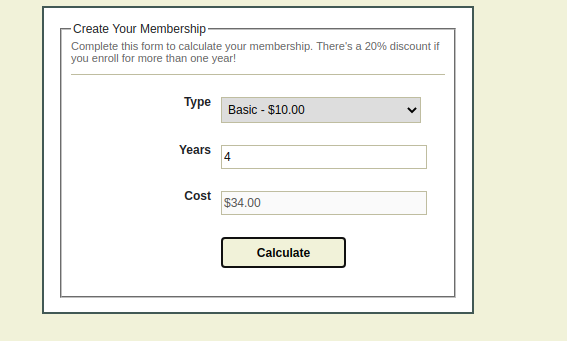 Create Your Membership
Complete this form to calculate your membership. There's a 20% discount if
you enroll for more than one year!
Type
Basic - $10.00
Years
4
Cost
$34.00
Calculate